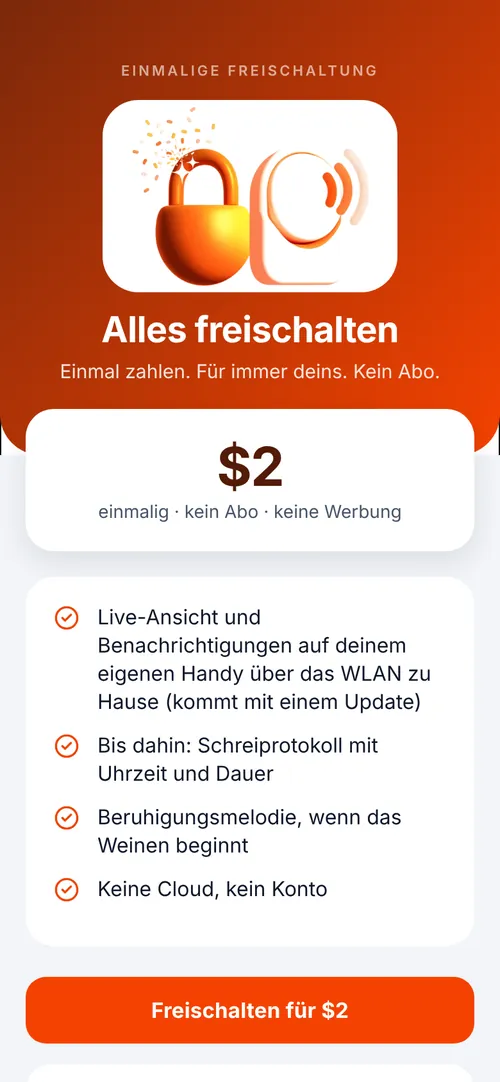 EINMALIGE FREISCHALTUNG
Alles freischalten
Einmal zahlen. Für immer deins. Kein Abo.
$2
einmalig · kein Abo · keine Werbung
Live-Ansicht und
Benachrichtigungen auf deinem
eigenen Handy über das WLAN zu
Hause (kommt mit einem Update)
Bis dahin: Schreiprotokoll mit
Uhrzeit und Dauer
Beruhigungsmelodie, wenn das
Weinen beginnt
Keine Cloud, kein Konto
Freischalten für $2